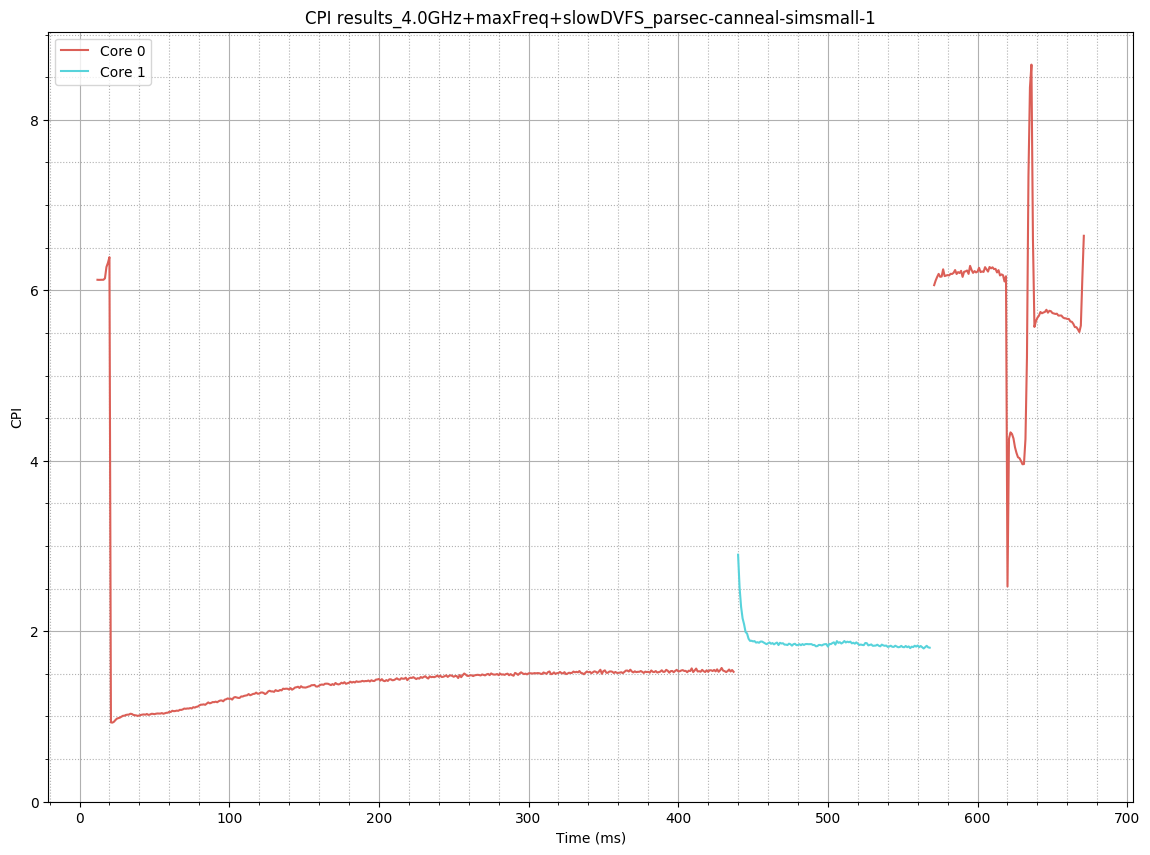 CPI results_4.0GHz+maxFreq+slowDVFS_parsec-canneal-simsmall-1
Core 0
Core 1
CPI
8
6
4
2
0
0 100 200 300 400 500 600 700
Time (ms)